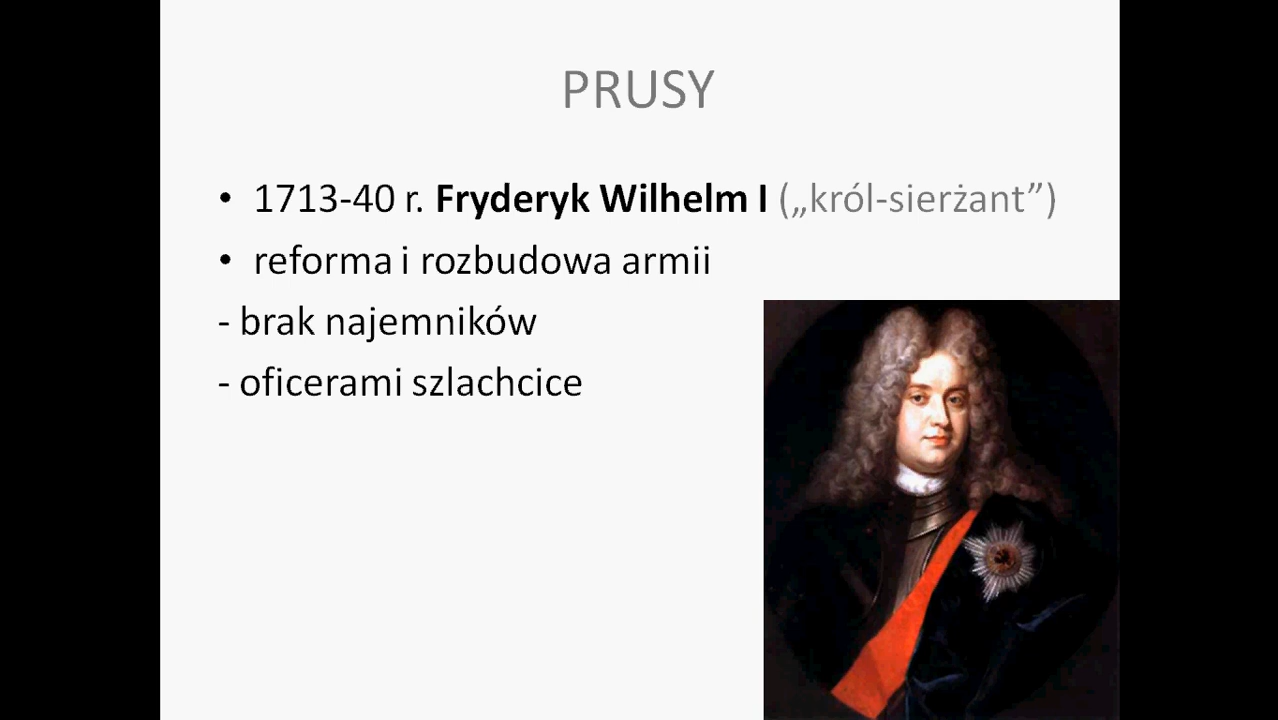 PRUSY
• 1713-40 r. Fryderyk Wilhelm I („król-sierżant”)
• reforma i rozbudowa armii
- brak najemników
- oficerami szlachcice